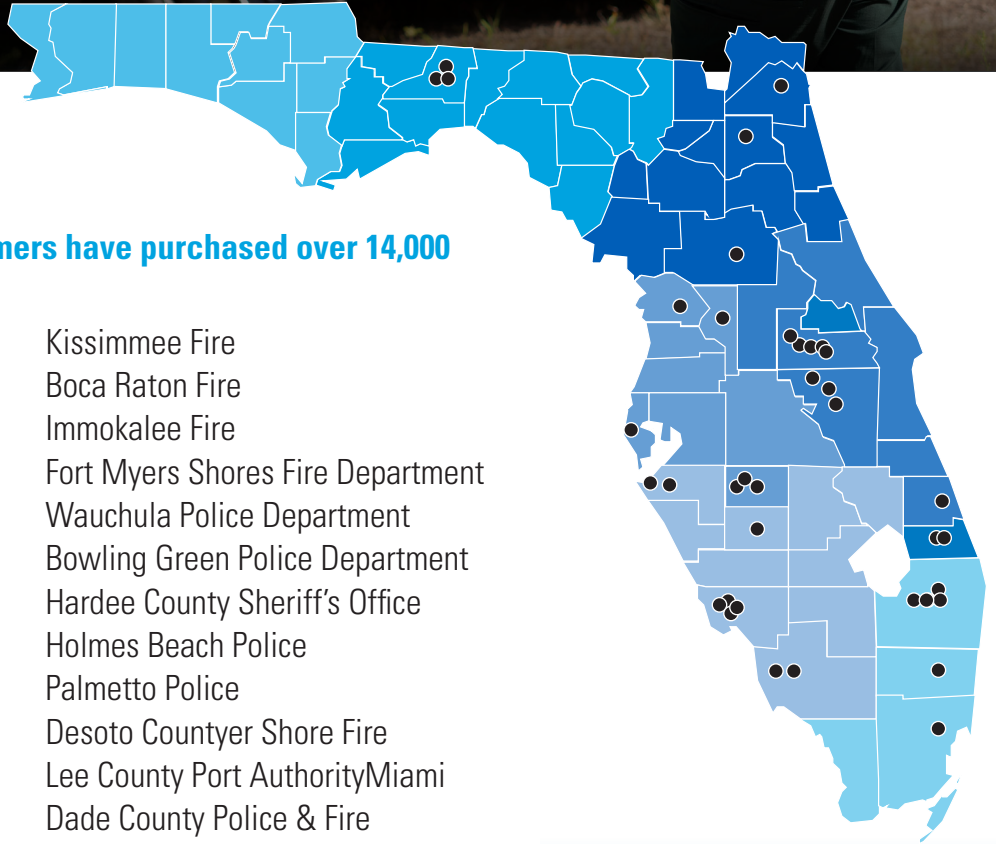 mers have purchased over 14,000
Kissimmee Fire
Boca Raton Fire
Immokalee Fire
Fort Myers Shores Fire Department
Wauchula Police Department
Bowling Green Police Department
Hardee County Sheriff's Office
Holmes Beach Police
Palmetto Police
Desoto Countyer Shore Fire
Lee County Port AuthorityMiami
Dade County Police & Fire